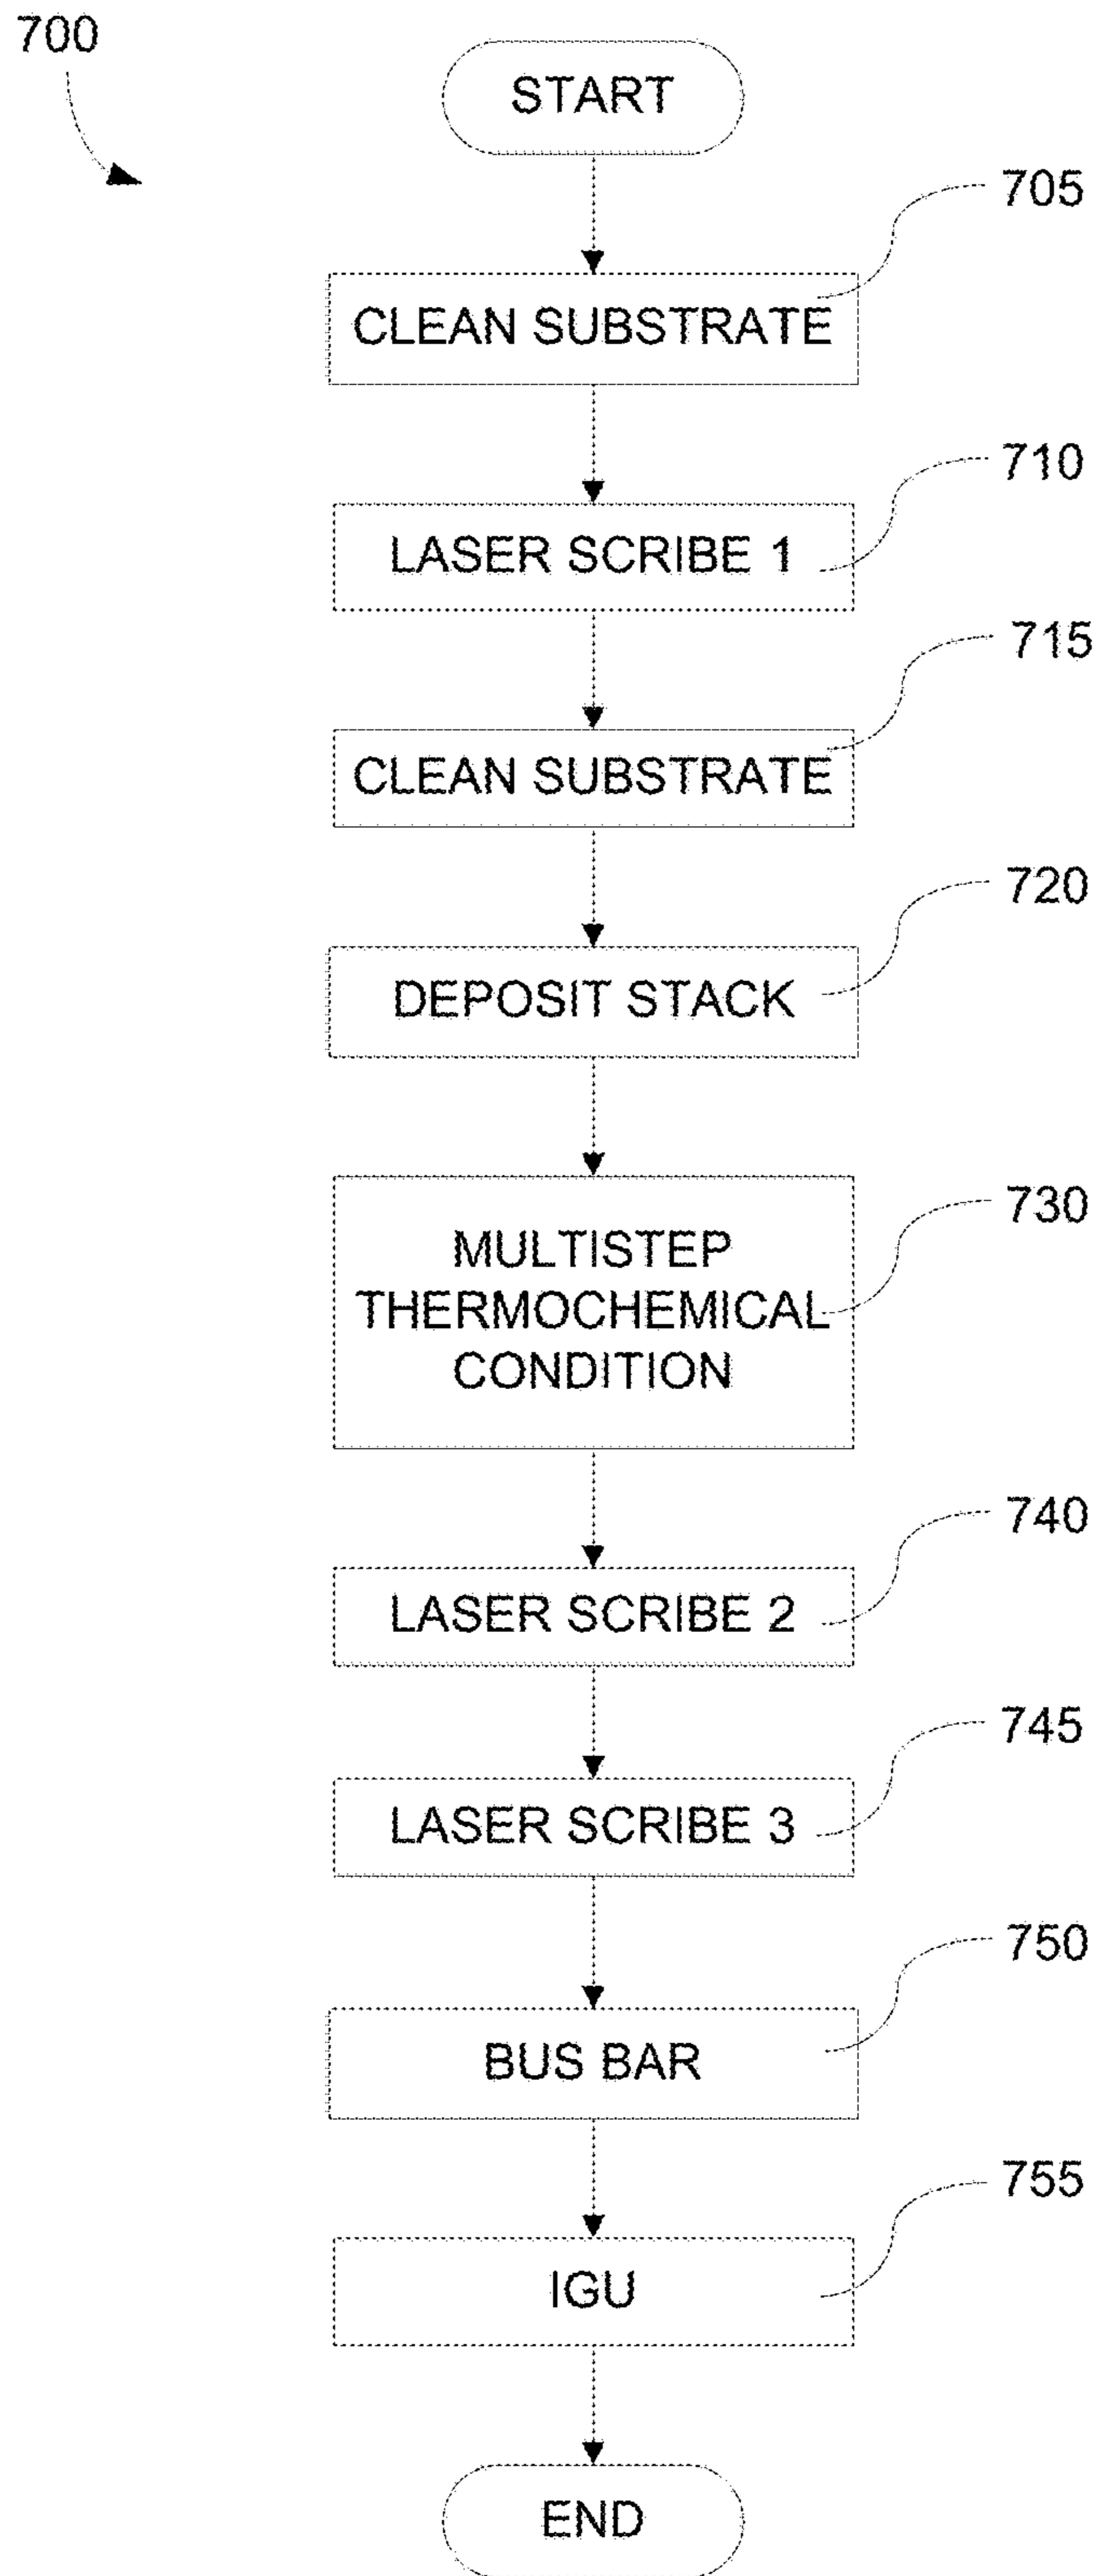 700
START
705
CLEAN SUBSTRATE
710
LASER SCRIBE 1
715
CLEAN SUBSTRATE
720
DEPOSIT STACK
730
MULTISTEP
THERMOCHEMICAL
CONDITION
740
LASER SCRIBE 2
745
LASER SCRIBE 3
750
BUS BAR
755
IGU
END